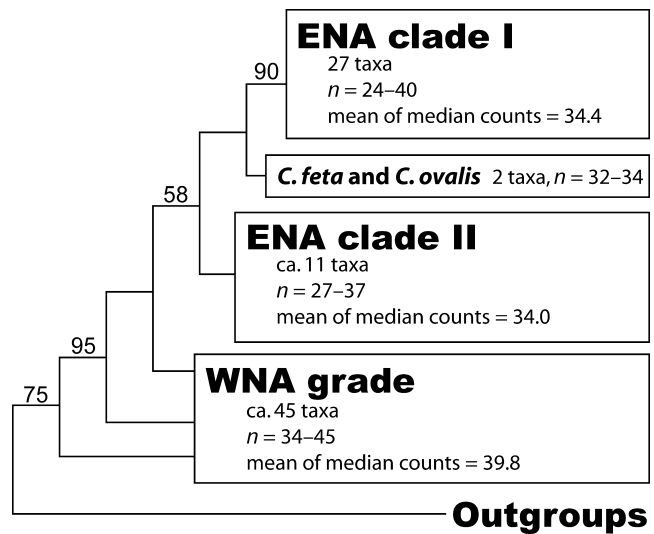 ENA clade I
90
27 taxa
n = 24–40
mean of median counts = 34.4
C. feta and C. ovalis 2 taxa, n = 32–34
58
ENA clade II
ca. 11 taxa
n = 27–37
mean of median counts = 34.0
95
WNA grade
75
ca. 45 taxa
n = 34–45
mean of median counts = 39.8
Outgroups